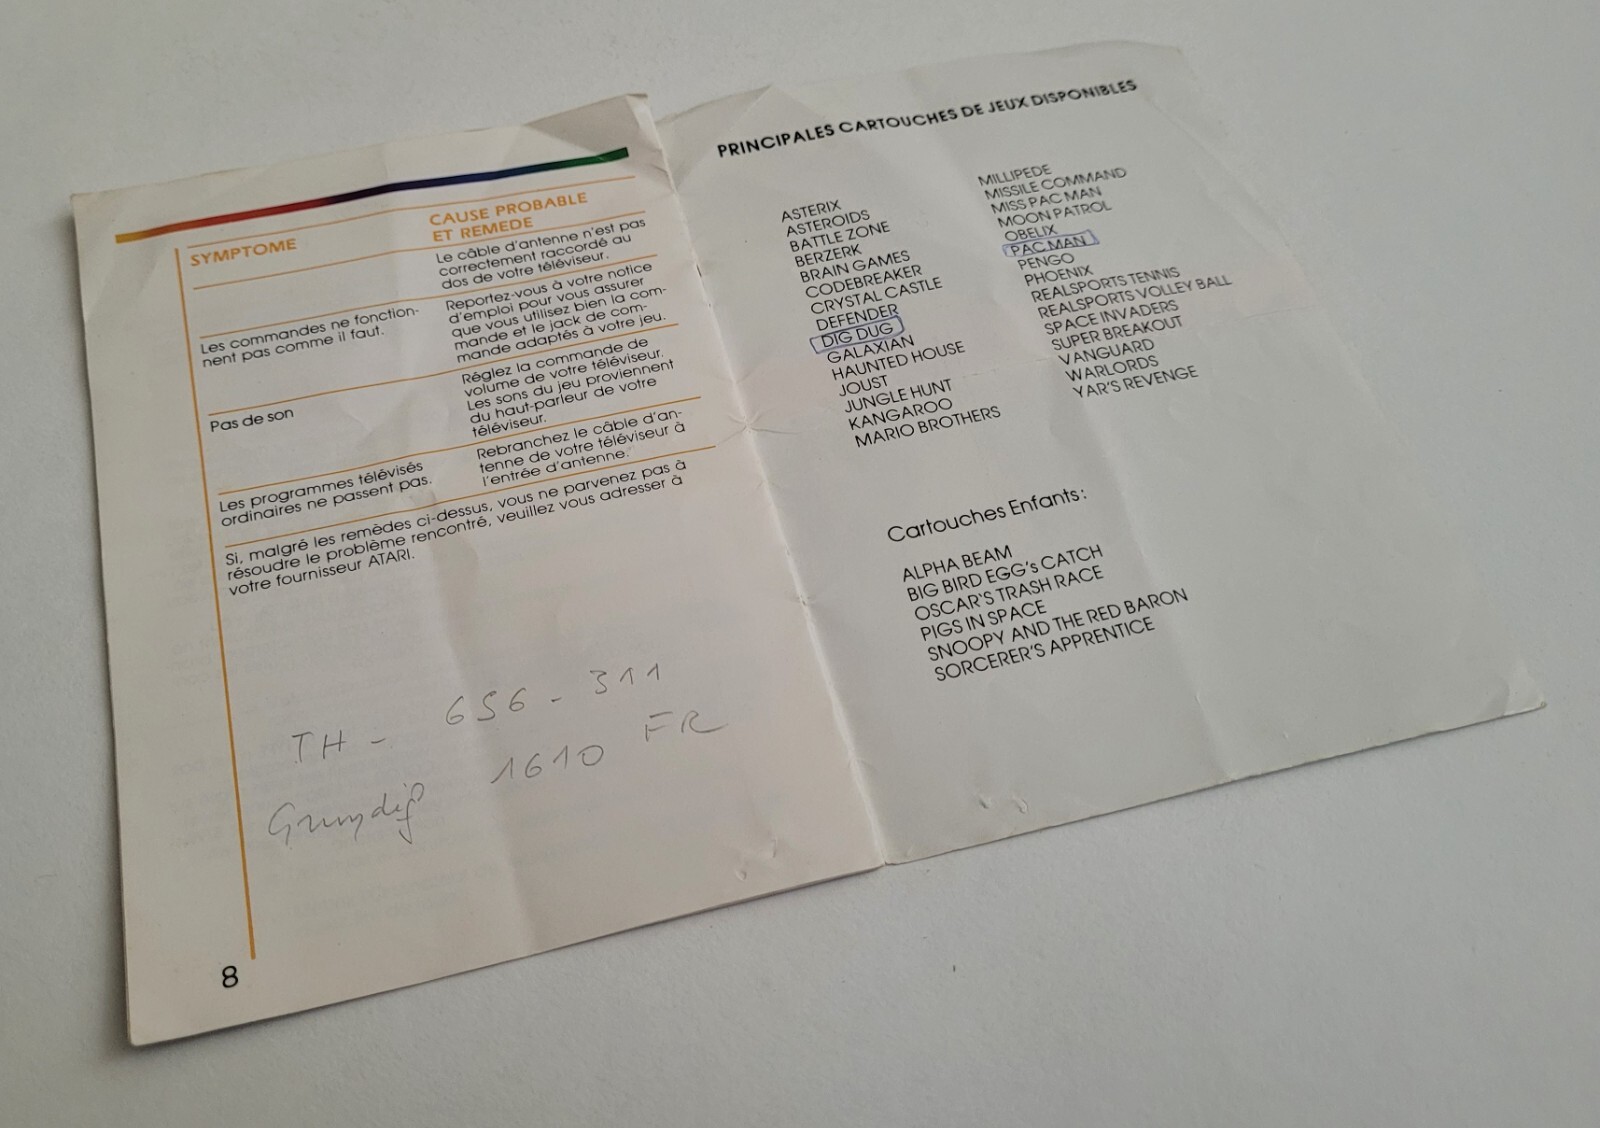 SYMPTOME
CAUSE PROBABLE
ET REMEDE
Le câble d'antenne n'est pas
correctement raccordé au
dos de votre téléviseur.
Les commandes ne fonction-
nent pas comme il faut.
Reportez-vous à votre notice
d'emploi pour vous assurer
que vous utilisez bien la com-
mande et le jack de com-
mande adaptés à votre jeu.
Pas de son
Réglez la commande de
volume de votre téléviseur.
Les sons du jeu proviennent
du haut-parleur de votre
téléviseur.
Les programmes télévisés
ordinaires ne passent pas.
Rebranchez le câble d'an-
tenne de votre téléviseur à
l'entrée d'antenne.
Si, malgré les remèdes ci-dessus, vous ne parvenez pas à
résoudre le problème rencontré, veuillez vous adresser à
votre fournisseur ATARI.
TH - 656 - 311
Grundig 1610 FR
8
PRINCIPALES CARTOUCHES DE JEUX DISPONIBLES
ASTERIX
ASTEROIDS
BATTLE ZONE
BERZERK
BRAIN GAMES
CODEBREAKER
CRYSTAL CASTLE
DEFENDER
DIG DUG
GALAXIAN
HAUNTED HOUSE
JOUST
JUNGLE HUNT
KANGAROO
MARIO BROTHERS
MILLIPEDE
MISSILE COMMAND
MISS PAC MAN
MOON PATROL
OBELIX
PAC MAN
PENGO
PHOENIX
REALSPORTS TENNIS
REALSPORTS VOLLEY BALL
SPACE INVADERS
SUPER BREAKOUT
VANGUARD
WARLORDS
YAR'S REVENGE
Cartouches Enfants:
ALPHA BEAM
BIG BIRD EGG's CATCH
OSCAR'S TRASH RACE
PIGS IN SPACE
SNOOPY AND THE RED BARON
SORCERER'S APPRENTICE